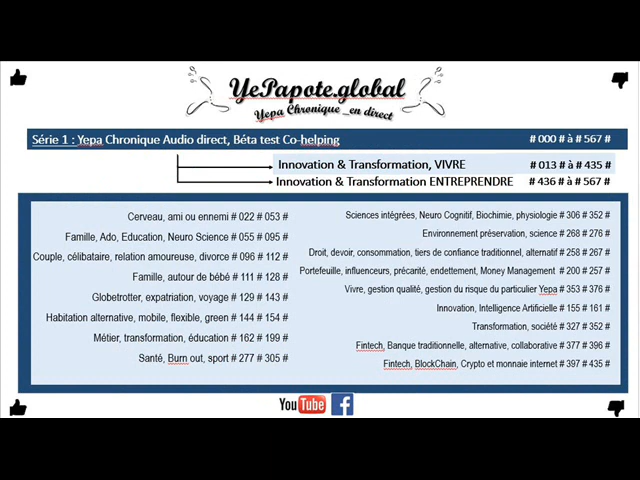 YePapote.global
Yepa Chronique _en direct
Série 1 : Yepa Chronique Audio direct, Béta test Co-helping # 000 # à # 567 #
Innovation & Transformation, VIVRE # 013 # à # 435 #
Innovation & Transformation ENTREPRENDRE # 436 # à # 567 #
Cerveau, ami ou ennemi # 022 # 053 #
Famille, Ado, Education, Neuro Science # 055 # 095 #
Couple, célibataire, relation amoureuse, divorce # 096 # 112 #
Famille, autour de bébé # 111 # 128 #
Globetrotter, expatriation, voyage # 129 # 143 #
Habitation alternative, mobile, flexible, green # 144 # 154 #
Métier, transformation, éducation # 162 # 199 #
Santé, Burn out, sport # 277 # 305 #
Sciences intégrées, Neuro Cognitif, Biochimie, physiologie # 306 # 352 #
Environnement préservation, science # 268 # 276 #
Droit, devoir, consommation, tiers de confiance traditionnel, alternatif # 258 # 267 #
Portefeuille, influenceurs, précarité, endettement, Money Management # 200 # 257 #
Vivre, gestion qualité, gestion du risque du particulier Yepa # 353 # 376 #
Innovation, Intelligence Artificielle # 155 # 161 #
Transformation, société # 327 # 352 #
Fintech, Banque traditionnelle, alternative, collaborative # 377 # 396 #
Fintech, BlockChain, Crypto et monnaie internet # 397 # 435 #
YouTube f